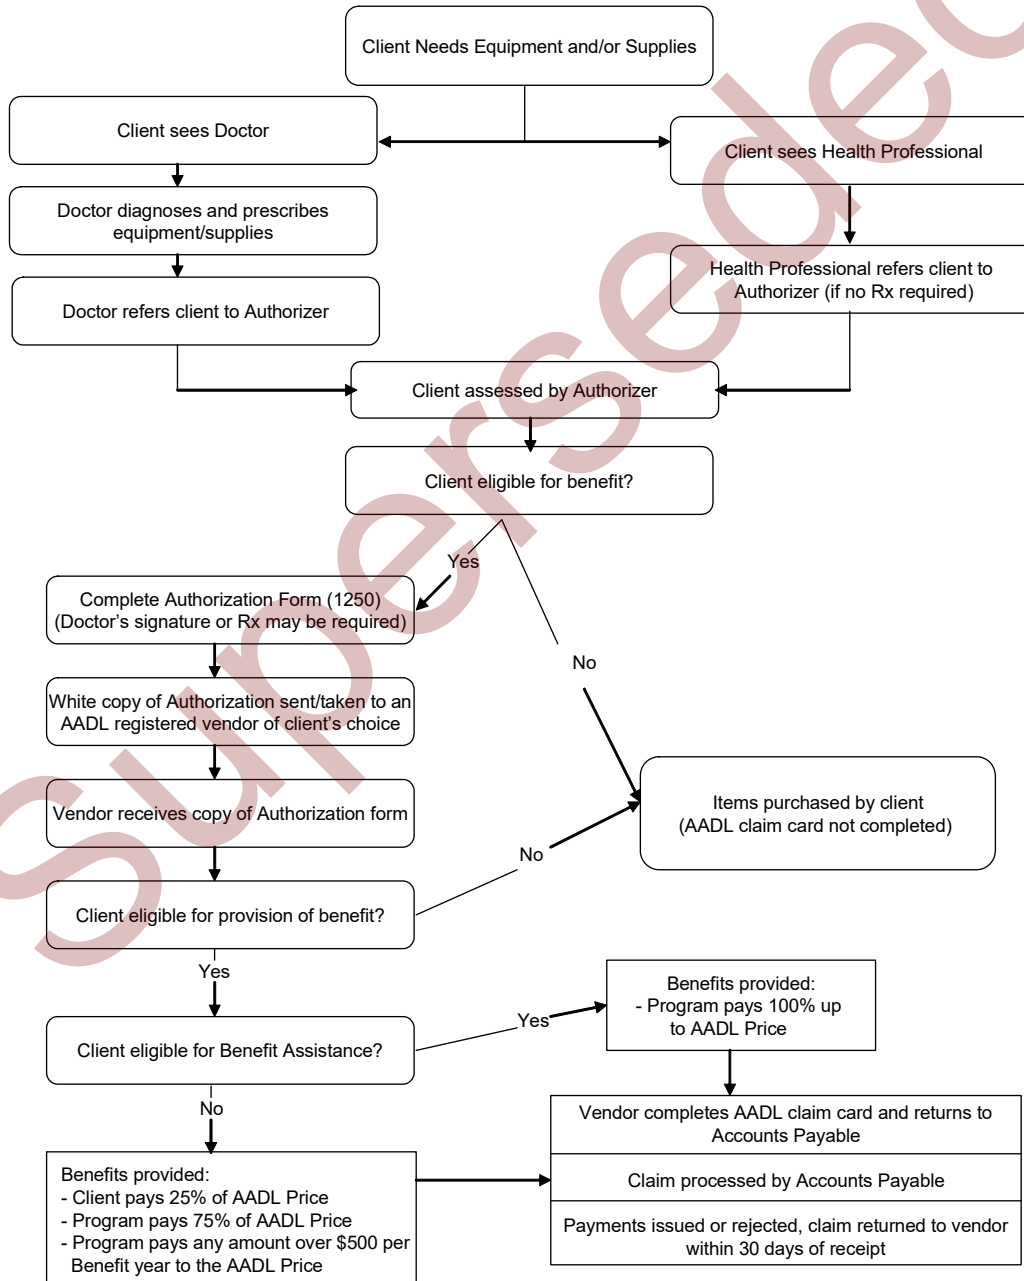 Client Needs Equipment and/or Supplies
Client sees Doctor
Client sees Health Professional
Doctor diagnoses and prescribes
equipment/supplies
Health Professional refers client to
Authorizer (if no Rx required)
Doctor refers client to Authorizer
Client assessed by Authorizer
Client eligible for benefit?
Yes
Complete Authorization Form (1250)
(Doctor's signature or Rx may be required)
No
White copy of Authorization sent/taken to an
AADL registered vendor of client's choice
Vendor receives copy of Authorization form
Items purchased by client
(AADL claim card not completed)
No
Client eligible for provision of benefit?
Yes
Benefits provided:
- Program pays 100% up
to AADL Price
Yes
Client eligible for Benefit Assistance?
No
Vendor completes AADL claim card and returns to
Accounts Payable
Claim processed by Accounts Payable
Payments issued or rejected, claim returned to vendor
within 30 days of receipt
Benefits provided:
- Client pays 25% of AADL Price
- Program pays 75% of AADL Price
- Program pays any amount over $500 per
Benefit year to the AADL Price
Superseded